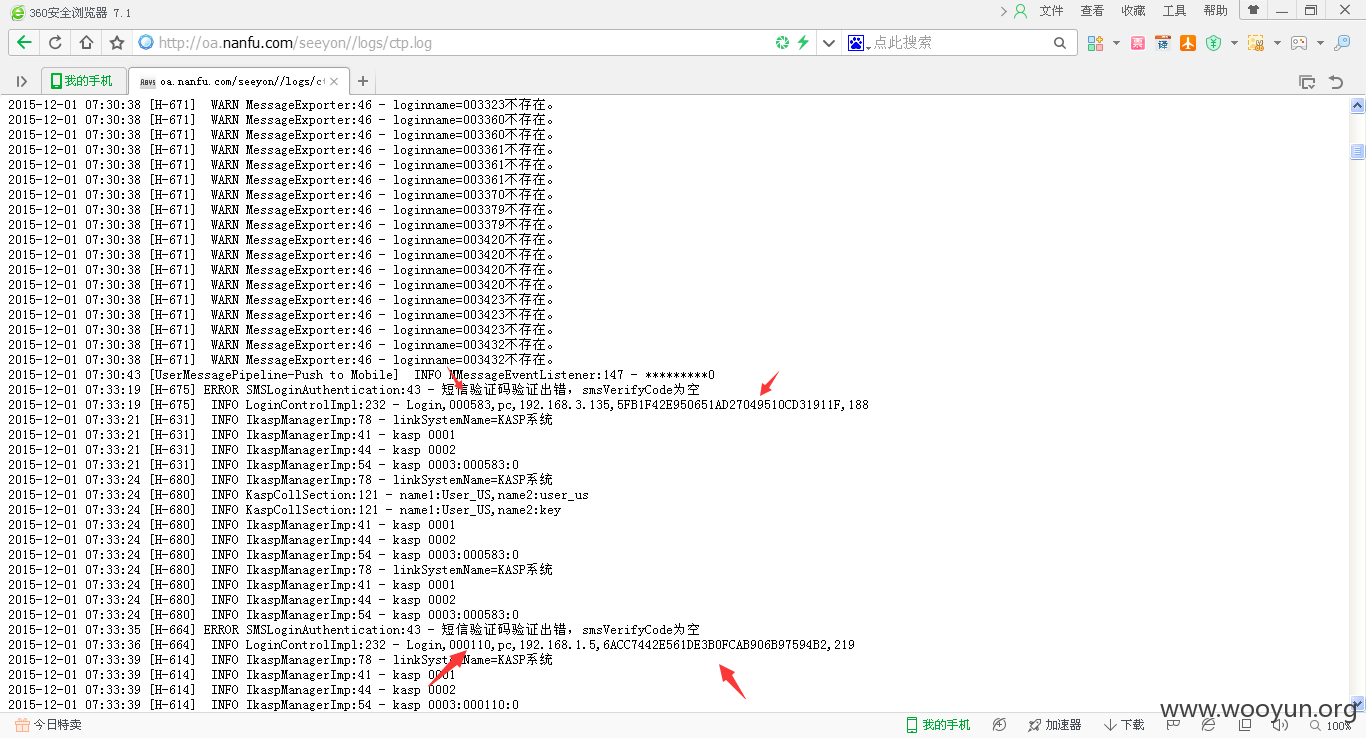 360安全浏览器 7.1 文件 查看 收藏 工具 帮助
http://oa.nanfu.com/seeyon//logs/ctp.log 点此搜索
我的手机 oa.nanfu.com/seeyon//logs/ct
2015-12-01 07:30:38 [H-671]  WARN MessageExporter:46 - loginname=003323不存在。
2015-12-01 07:30:38 [H-671]  WARN MessageExporter:46 - loginname=003360不存在。
2015-12-01 07:30:38 [H-671]  WARN MessageExporter:46 - loginname=003360不存在。
2015-12-01 07:30:38 [H-671]  WARN MessageExporter:46 - loginname=003361不存在。
2015-12-01 07:30:38 [H-671]  WARN MessageExporter:46 - loginname=003361不存在。
2015-12-01 07:30:38 [H-671]  WARN MessageExporter:46 - loginname=003361不存在。
2015-12-01 07:30:38 [H-671]  WARN MessageExporter:46 - loginname=003370不存在。
2015-12-01 07:30:38 [H-671]  WARN MessageExporter:46 - loginname=003379不存在。
2015-12-01 07:30:38 [H-671]  WARN MessageExporter:46 - loginname=003379不存在。
2015-12-01 07:30:38 [H-671]  WARN MessageExporter:46 - loginname=003420不存在。
2015-12-01 07:30:38 [H-671]  WARN MessageExporter:46 - loginname=003420不存在。
2015-12-01 07:30:38 [H-671]  WARN MessageExporter:46 - loginname=003420不存在。
2015-12-01 07:30:38 [H-671]  WARN MessageExporter:46 - loginname=003420不存在。
2015-12-01 07:30:38 [H-671]  WARN MessageExporter:46 - loginname=003423不存在。
2015-12-01 07:30:38 [H-671]  WARN MessageExporter:46 - loginname=003423不存在。
2015-12-01 07:30:38 [H-671]  WARN MessageExporter:46 - loginname=003423不存在。
2015-12-01 07:30:38 [H-671]  WARN MessageExporter:46 - loginname=003432不存在。
2015-12-01 07:30:38 [H-671]  WARN MessageExporter:46 - loginname=003432不存在。
2015-12-01 07:30:43 [UserMessagePipeline-Push to Mobile]  INFO MMessageEventListener:147 - *********0
2015-12-01 07:33:19 [H-675] ERROR SMSLoginAuthentication:43 - 短信验证码验证出错，smsVerifyCode为空
2015-12-01 07:33:19 [H-675]  INFO LoginControlImpl:232 - Login,000583,pc,192.168.3.135,5FB1F42E950651AD27049510CD31911F,188
2015-12-01 07:33:21 [H-631]  INFO IkaspManagerImp:78 - linkSystemName=KASP系统
2015-12-01 07:33:21 [H-631]  INFO IkaspManagerImp:41 - kasp 0001
2015-12-01 07:33:21 [H-631]  INFO IkaspManagerImp:44 - kasp 0002
2015-12-01 07:33:21 [H-631]  INFO IkaspManagerImp:54 - kasp 0003:000583:0
2015-12-01 07:33:24 [H-680]  INFO IkaspManagerImp:78 - linkSystemName=KASP系统
2015-12-01 07:33:24 [H-680]  INFO KaspCollSection:121 - name1:User_US,name2:user_us
2015-12-01 07:33:24 [H-680]  INFO KaspCollSection:121 - name1:User_US,name2:key
2015-12-01 07:33:24 [H-680]  INFO IkaspManagerImp:41 - kasp 0001
2015-12-01 07:33:24 [H-680]  INFO IkaspManagerImp:44 - kasp 0002
2015-12-01 07:33:24 [H-680]  INFO IkaspManagerImp:54 - kasp 0003:000583:0
2015-12-01 07:33:24 [H-680]  INFO IkaspManagerImp:78 - linkSystemName=KASP系统
2015-12-01 07:33:24 [H-680]  INFO IkaspManagerImp:41 - kasp 0001
2015-12-01 07:33:24 [H-680]  INFO IkaspManagerImp:44 - kasp 0002
2015-12-01 07:33:24 [H-680]  INFO IkaspManagerImp:54 - kasp 0003:000583:0
2015-12-01 07:33:35 [H-664] ERROR SMSLoginAuthentication:43 - 短信验证码验证出错，smsVerifyCode为空
2015-12-01 07:33:36 [H-664]  INFO LoginControlImpl:232 - Login,000110,pc,192.168.1.5,6ACC7442E561DE3B0FCAB906B97594B2,219
2015-12-01 07:33:39 [H-614]  INFO IkaspManagerImp:78 - linkSystemName=KASP系统
2015-12-01 07:33:39 [H-614]  INFO IkaspManagerImp:41 - kasp 0001
2015-12-01 07:33:39 [H-614]  INFO IkaspManagerImp:44 - kasp 0002
2015-12-01 07:33:39 [H-614]  INFO IkaspManagerImp:54 - kasp 0003:000110:0
www.wooyun.org
今日特卖 我的手机 加速器 下载 100%